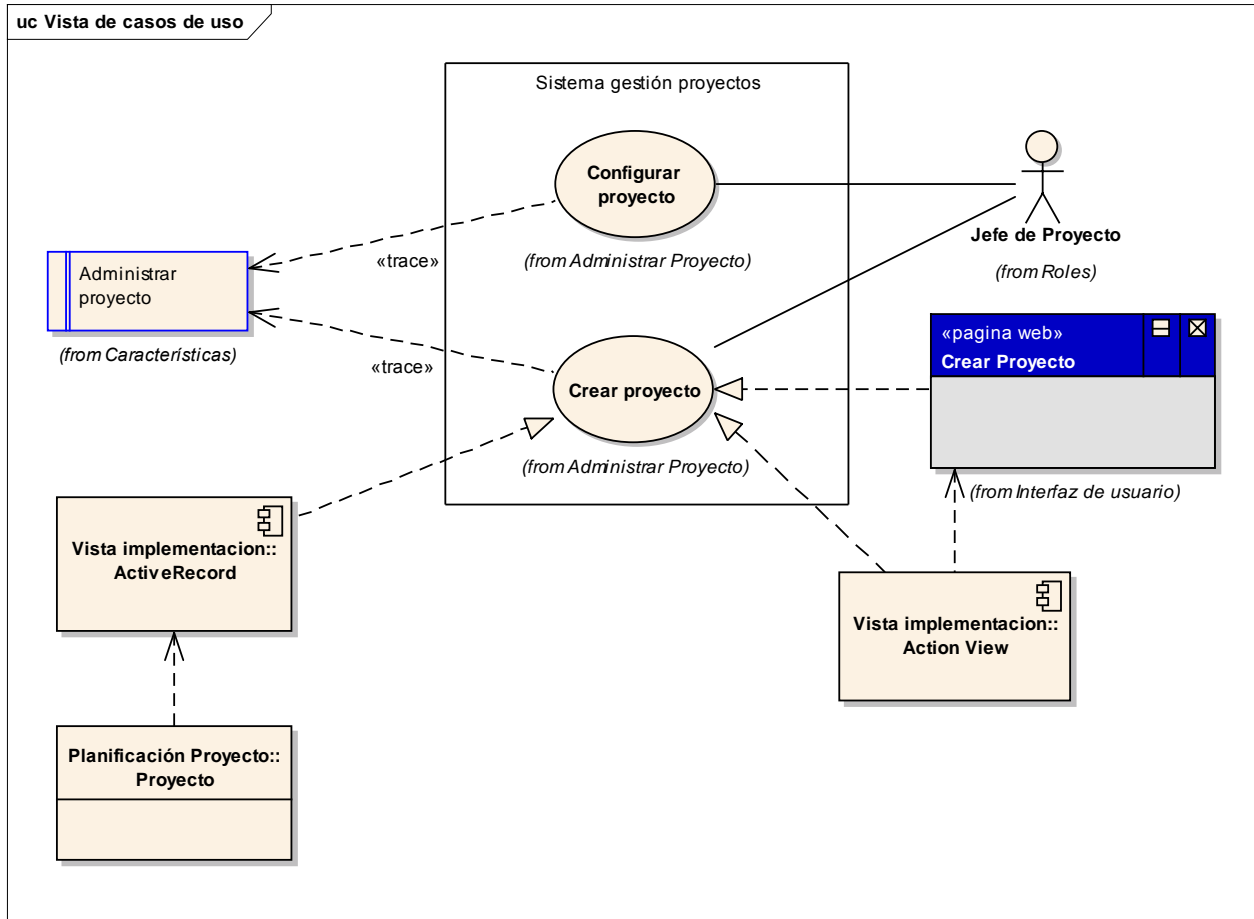 uc Vista de casos de uso
Sistema gestión proyectos
Configurar
proyecto
(from Administrar Proyecto)
Jefe de Proyecto
(from Roles)
«trace»
Administrar
proyecto
(from Características)
«trace»
Crear proyecto
(from Administrar Proyecto)
«pagina web»
Crear Proyecto
(from Interfaz de usuario)
Vista implementacion::
ActiveRecord
Vista implementacion::
Action View
Planificación Proyecto::
Proyecto